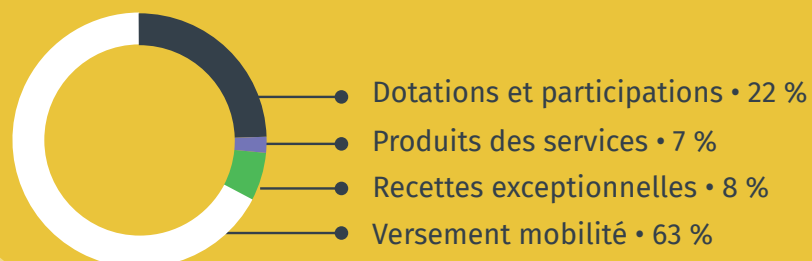 Dotations et participations • 22 %
Produits des services • 7 %
Recettes exceptionnelles • 8 %
Versement mobilité • 63 %